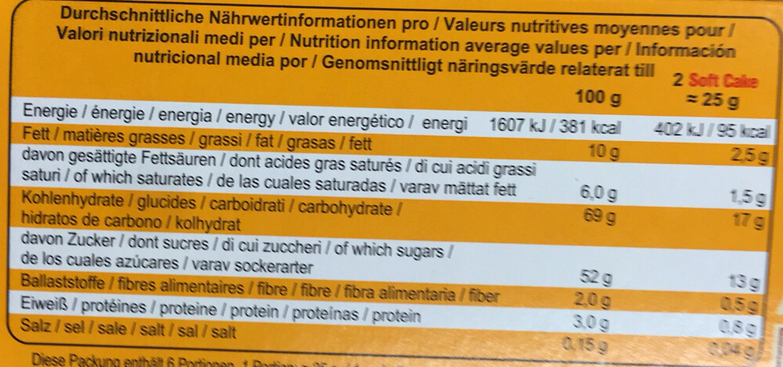 Durchschnittliche Nährwertinformationen pro / Valeurs nutritives moyennes pour /
Valori nutrizionali medi per / Nutrition information average values per / Información
nutricional media por / Genomsnittligt näringsvärde relaterat till
100 g
2 Soft Cake
≈ 25 g
Energie / énergie / energia / energy / valor energético / energi 1607 kJ / 381 kcal 402 kJ / 95 kcal
Fett / matières grasses / grassi / fat / grasas / fett 10 g 2,5 g
davon gesättigte Fettsäuren / dont acides gras saturés / di cui acidi grassi
saturi / of which saturates / de las cuales saturadas / varav mättat fett 6,0 g 1,5 g
Kohlenhydrate / glucides / carboidrati / carbohydrate /
hidratos de carbono / kolhydrat 69 g 17 g
davon Zucker / dont sucres / di cui zuccheri / of which sugars /
de los cuales azúcares / varav sockerarter 52 g 13 g
Ballaststoffe / fibres alimentaires / fibre / fibre / fibra alimentaria / fiber 2,0 g 0,5 g
Eiweiß / protéines / proteine / protein / proteínas / protein 3,0 g 0,8 g
Salz / sel / sale / salt / sal / salt 0,15 g 0,04 g
Diese Packung enthält 6 Portionen